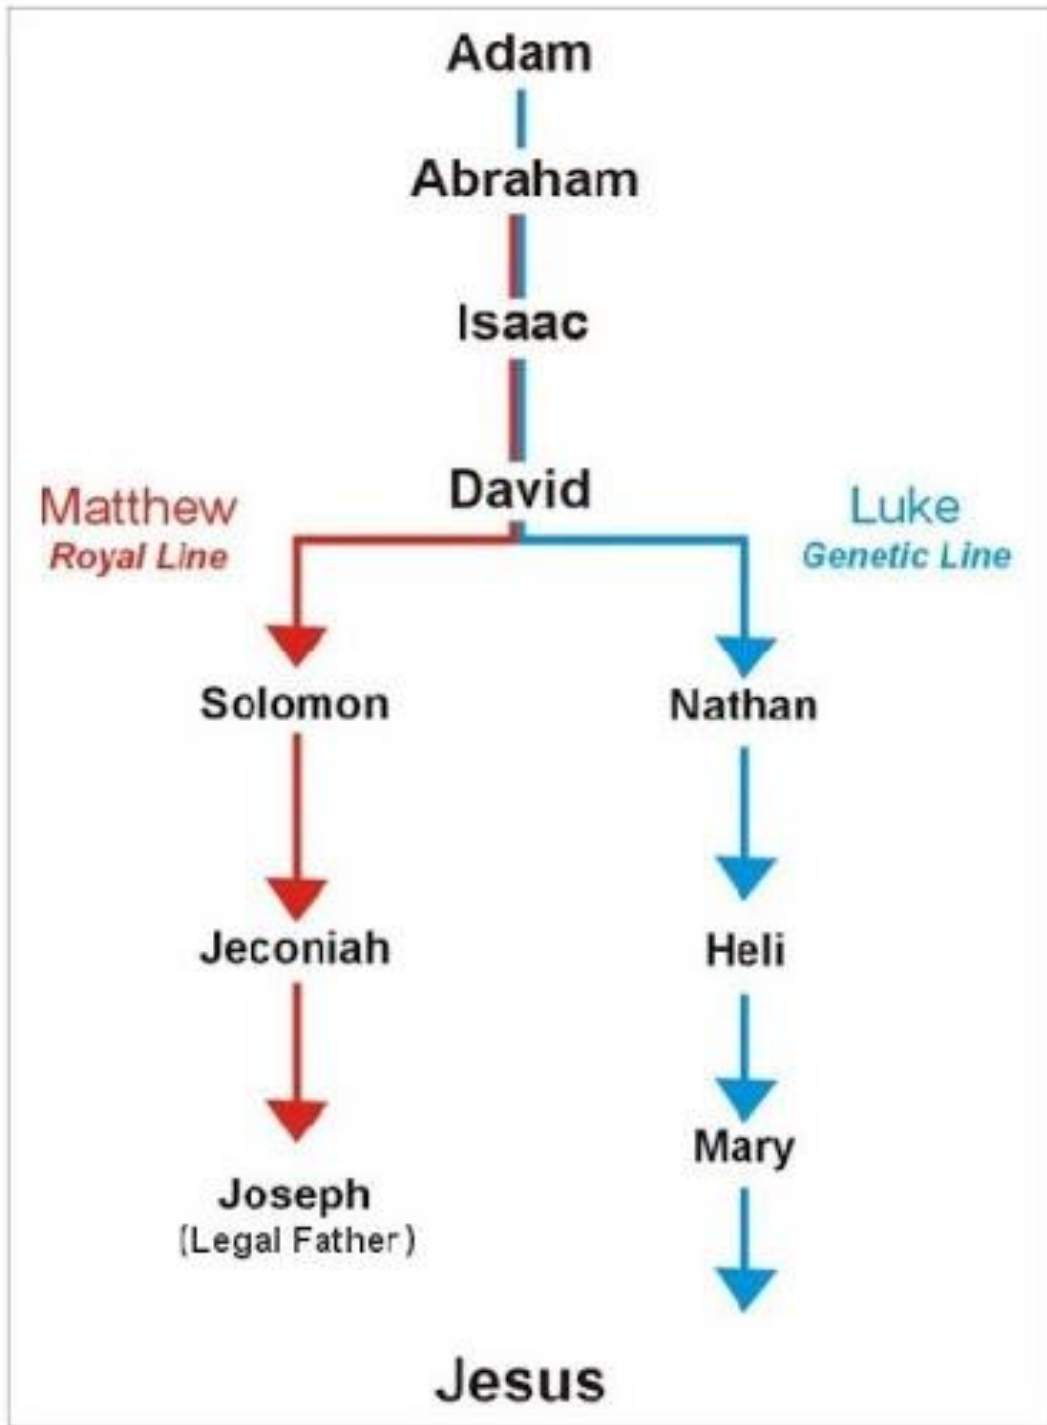 Adam
Abraham
Isaac
David
Matthew
Royal Line
Luke
Genetic Line
Solomon
Nathan
Jeconiah
Heli
Mary
Joseph
(Legal Father)
Jesus